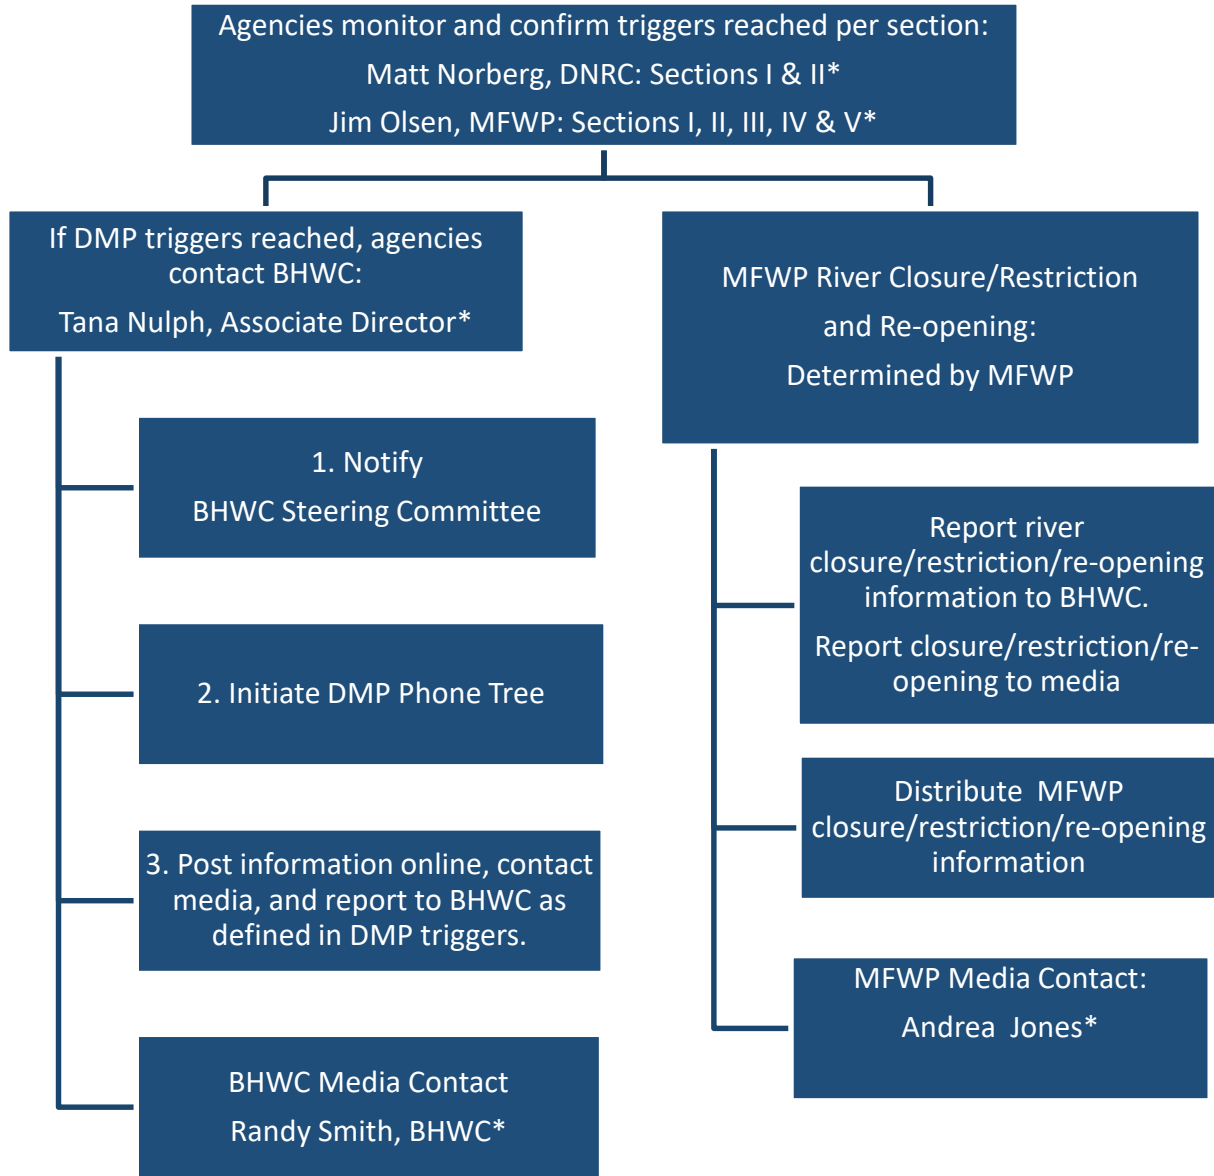 Agencies monitor and confirm triggers reached per section:
Matt Norberg, DNRC: Sections I & II*
Jim Olsen, MFWP: Sections I, II, III, IV & V*
If DMP triggers reached, agencies
contact BHWC:
Tana Nulph, Associate Director*
1. Notify
BHWC Steering Committee
2. Initiate DMP Phone Tree
3. Post information online, contact
media, and report to BHWC as
defined in DMP triggers.
BHWC Media Contact
Randy Smith, BHWC*
MFWP River Closure/Restriction
and Re-opening:
Determined by MFWP
Report river
closure/restriction/re-opening
information to BHWC.
Report closure/restriction/re-
opening to media
Distribute MFWP
closure/restriction/re-opening
information
MFWP Media Contact:
Andrea Jones*